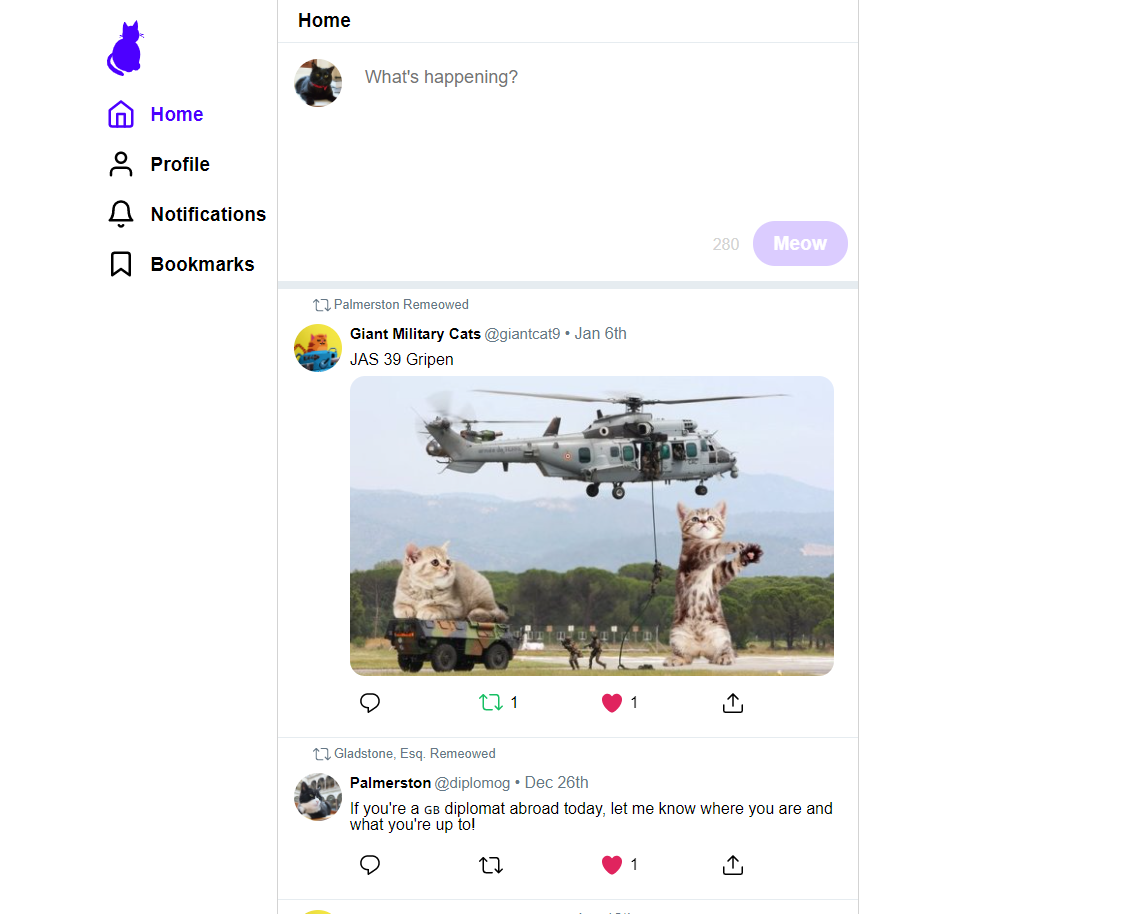 Home
Home
Profile
Notifications
Bookmarks
What's happening?
280
Meow
Palmerston Remeowed
Giant Military Cats @giantcat9 • Jan 6th
JAS 39 Gripen
1
1
Gladstone, Esq. Remeowed
Palmerston @diplomog • Dec 26th
If you're a GB diplomat abroad today, let me know where you are and
what you're up to!
1